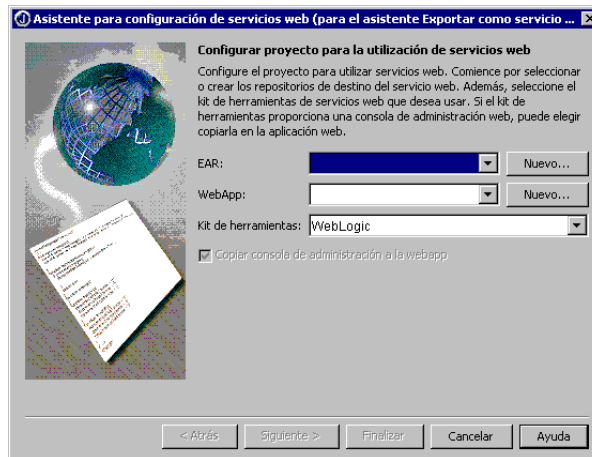 Asistente para configuración de servicios web (para el asistente Exportar como servicio ...
Configurar proyecto para la utilización de servicios web
Configure el proyecto para utilizar servicios web. Comience por seleccionar
o crear los repositorios de destino del servicio web. Además, seleccione el
kit de herramientas de servicios web que desea usar. Si el kit de
herramientas proporciona una consola de administración web, puede elegir
copiarla en la aplicación web.
EAR:
Nuevo...
WebApp:
Nuevo...
Kit de herramientas:
WebLogic
Copiar consola de administración a la webapp
< Atrás
Siguiente >
Finalizar
Cancelar
Ayuda